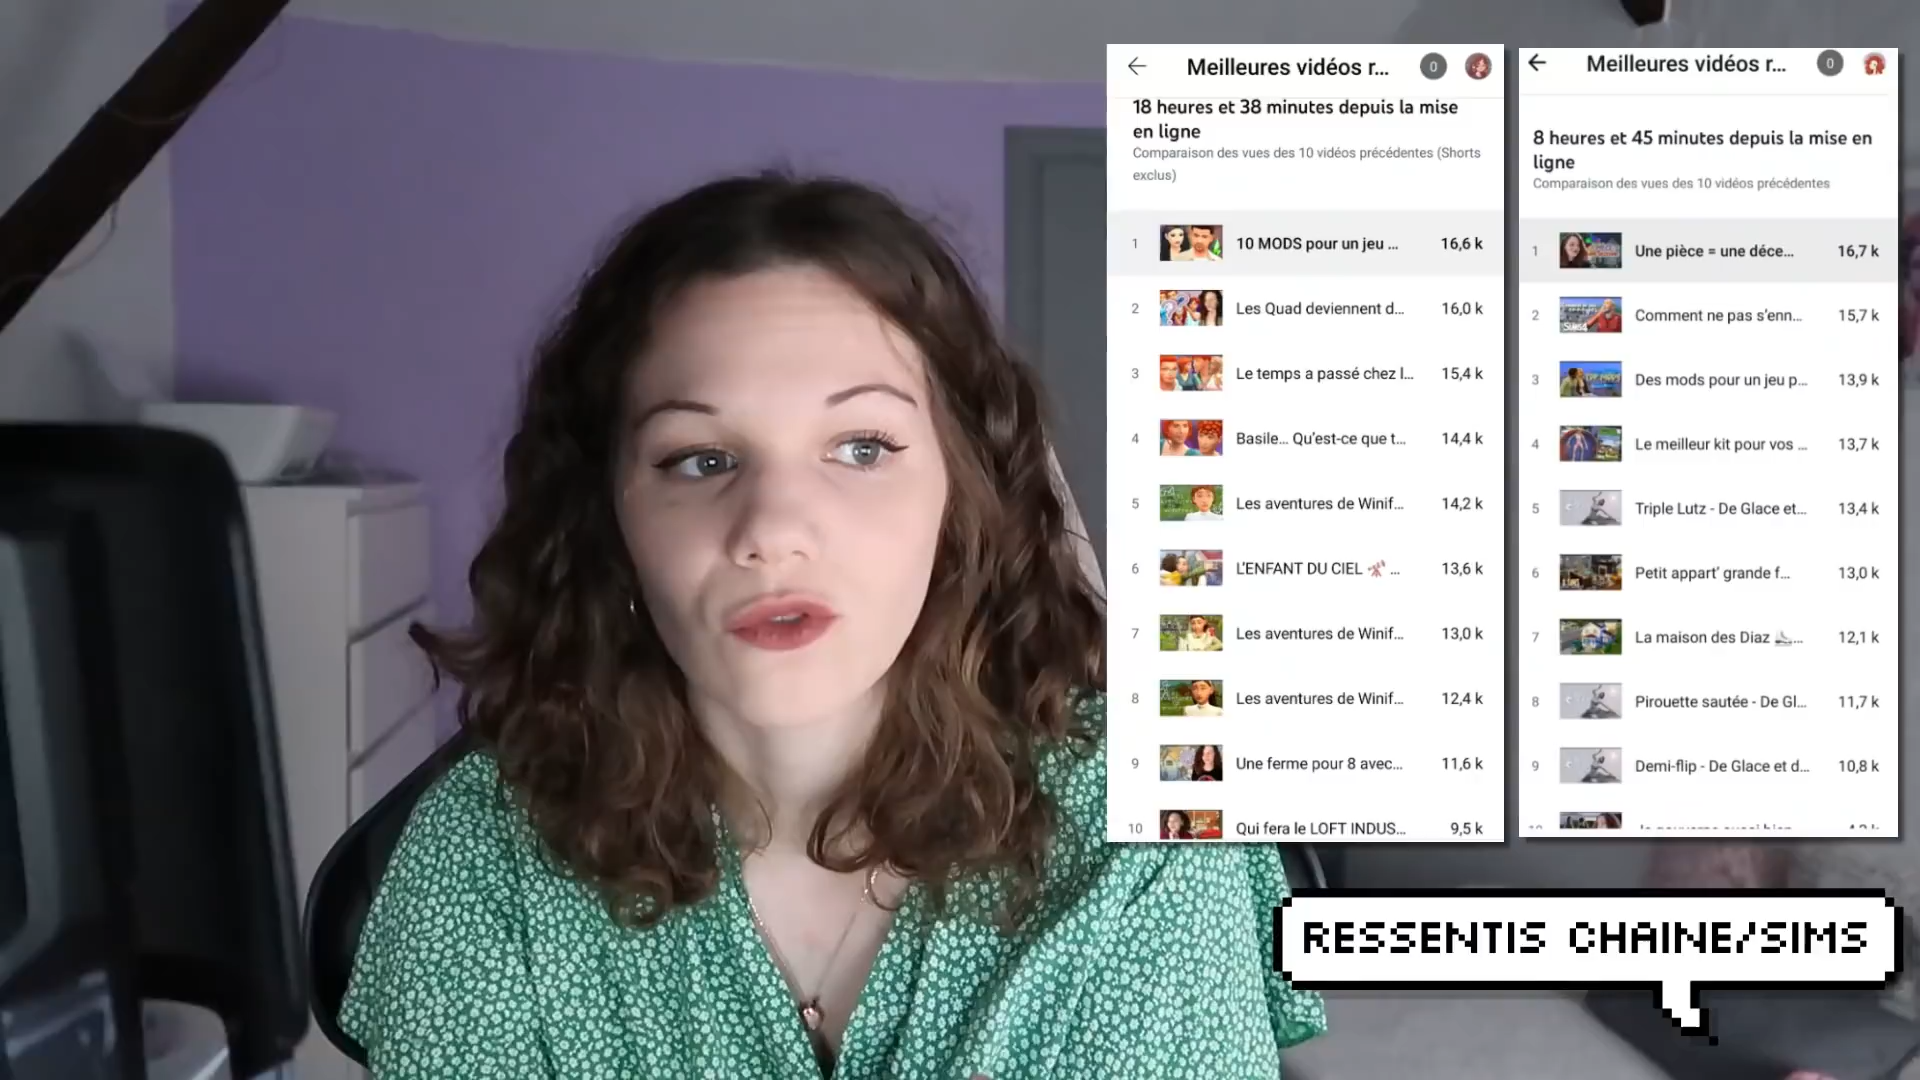 Meilleures vidéos r...
0
18 heures et 38 minutes depuis la mise
en ligne
Comparaison des vues des 10 vidéos précédentes (Shorts
exclus)
1 10 MODS pour un jeu ... 16,6 k
2 Les Quad deviennent d... 16,0 k
3 Le temps a passé chez l... 15,4 k
4 Basile... Qu'est-ce que t... 14,4 k
5 Les aventures de Winif... 14,2 k
6 L'ENFANT DU CIEL ... 13,6 k
7 Les aventures de Winif... 13,0 k
8 Les aventures de Winif... 12,4 k
9 Une ferme pour 8 avec... 11,6 k
10 Qui fera le LOFT INDUS... 9,5 k
Meilleures vidéos r...
0
8 heures et 45 minutes depuis la mise en
ligne
Comparaison des vues des 10 vidéos précédentes
1 Une pièce = une déce... 16,7 k
2 Comment ne pas s'enn... 15,7 k
3 Des mods pour un jeu p... 13,9 k
4 Le meilleur kit pour vos ... 13,7 k
5 Triple Lutz - De Glace et... 13,4 k
6 Petit appart' grande f... 13,0 k
7 La maison des Diaz ... 12,1 k
8 Pirouette sautée - De Gl... 11,7 k
9 Demi-flip - De Glace et d... 10,8 k
RESSENTIS CHAINE/SIMS